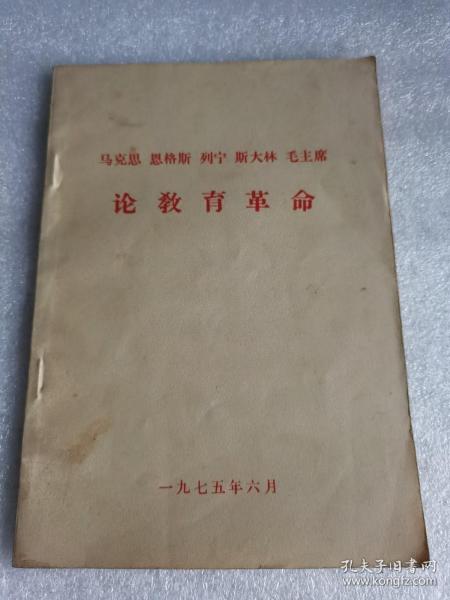 马克思 恩格斯 列宁 斯大林 毛主席
论教育革命
一九七五年六月
孔夫子旧书网
www.kongfz.com